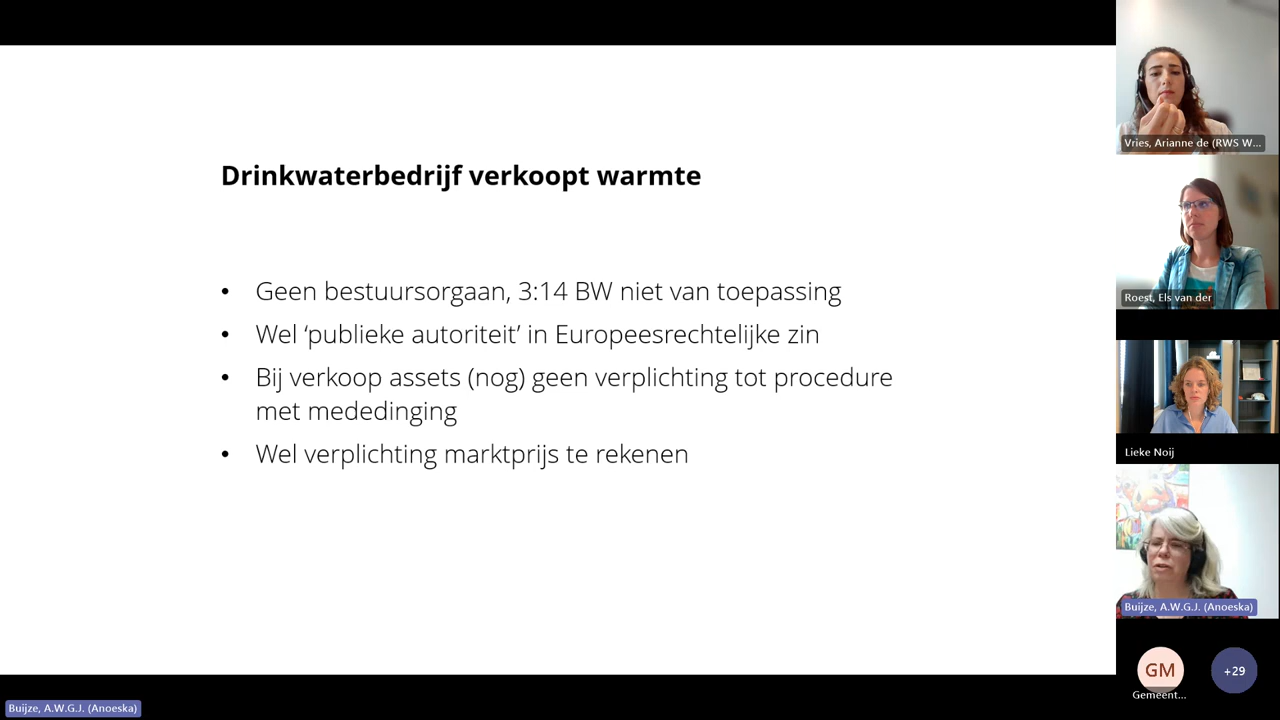 Drinkwaterbedrijf verkoopt warmte
• Geen bestuursorgaan, 3:14 BW niet van toepassing
• Wel ‘publieke autoriteit’ in Europeesrechtelijke zin
• Bij verkoop assets (nog) geen verplichting tot procedure
met mededinging
• Wel verplichting marktprijs te rekenen
Vries, Arianne de (RWS W...
Roest, Els van der
Lieke Noij
Buijze, A.W.G.J. (Anoeska)
GM
+29
Gemeent...
Buijze, A.W.G.J. (Anoeska)